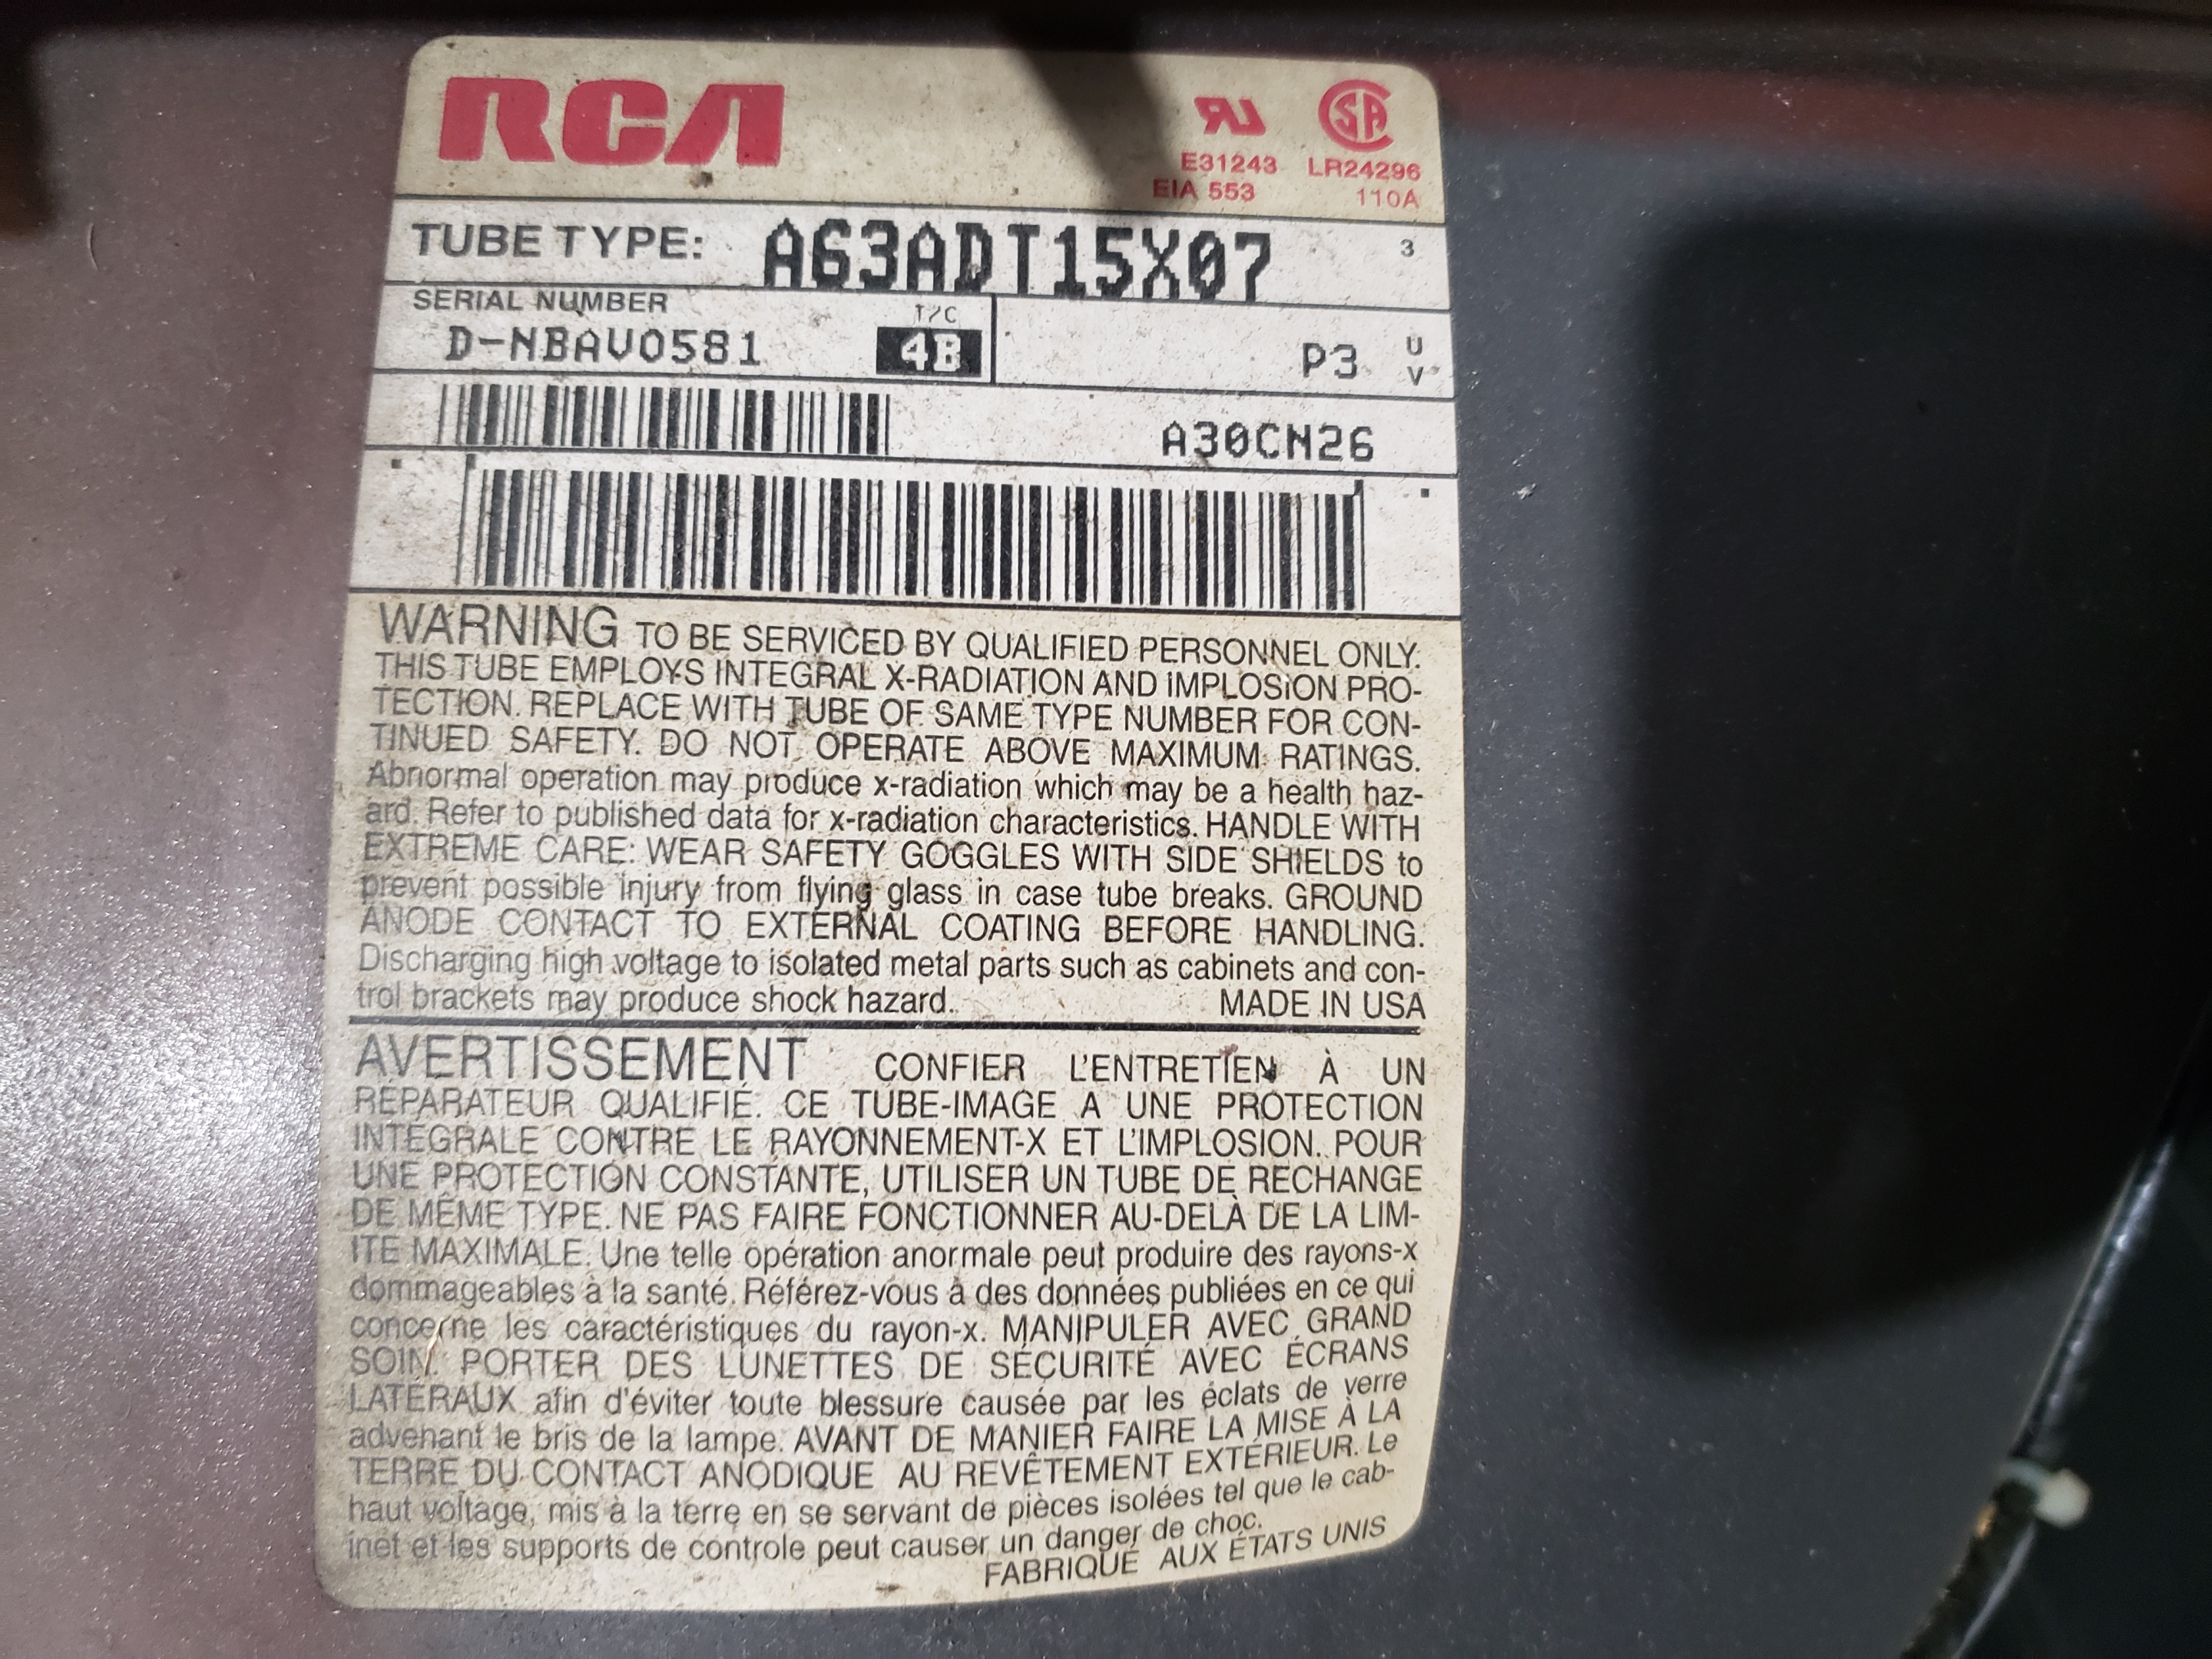 RCA
E31243 LR24296
EIA 553 110A
TUBE TYPE: A63ADT15X07 3
SERIAL NUMBER T/C
D-NBAV0581 4B P3 U V
A30CN26
WARNING TO BE SERVICED BY QUALIFIED PERSONNEL ONLY.
THIS TUBE EMPLOYS INTEGRAL X-RADIATION AND IMPLOSION PRO-
TECTION. REPLACE WITH TUBE OF SAME TYPE NUMBER FOR CON-
TINUED SAFETY. DO NOT OPERATE ABOVE MAXIMUM RATINGS.
Abnormal operation may produce x-radiation which may be a health haz-
ard. Refer to published data for x-radiation characteristics. HANDLE WITH
EXTREME CARE: WEAR SAFETY GOGGLES WITH SIDE SHIELDS to
prevent possible injury from flying glass in case tube breaks. GROUND
ANODE CONTACT TO EXTERNAL COATING BEFORE HANDLING.
Discharging high voltage to isolated metal parts such as cabinets and con-
trol brackets may produce shock hazard. MADE IN USA
AVERTISSEMENT CONFIER L'ENTRETIEN À UN
RÉPARATEUR QUALIFIÉ. CE TUBE-IMAGE A UNE PROTECTION
INTÉGRALE CONTRE LE RAYONNEMENT-X ET L'IMPLOSION. POUR
UNE PROTECTION CONSTANTE, UTILISER UN TUBE DE RECHANGE
DE MÊME TYPE. NE PAS FAIRE FONCTIONNER AU-DELÀ DE LA LIM-
ITE MAXIMALE. Une telle opération anormale peut produire des rayons-x
dommageables à la santé. Référez-vous à des données publiées en ce qui
concerne les caractéristiques du rayon-x. MANIPULER AVEC GRAND
SOIN. PORTER DES LUNETTES DE SÉCURITÉ AVEC ÉCRANS
LATÉRAUX afin d'éviter toute blessure causée par les éclats de verre
advenant le bris de la lampe. AVANT DE MANIER FAIRE LA MISE À LA
TERRE DU CONTACT ANODIQUE AU REVÊTEMENT EXTÉRIEUR. Le
haut voltage, mis à la terre en se servant de pièces isolées tel que le cab-
inet et les supports de controle peut causer un danger de choc.
FABRIQUÉ AUX ÉTATS UNIS